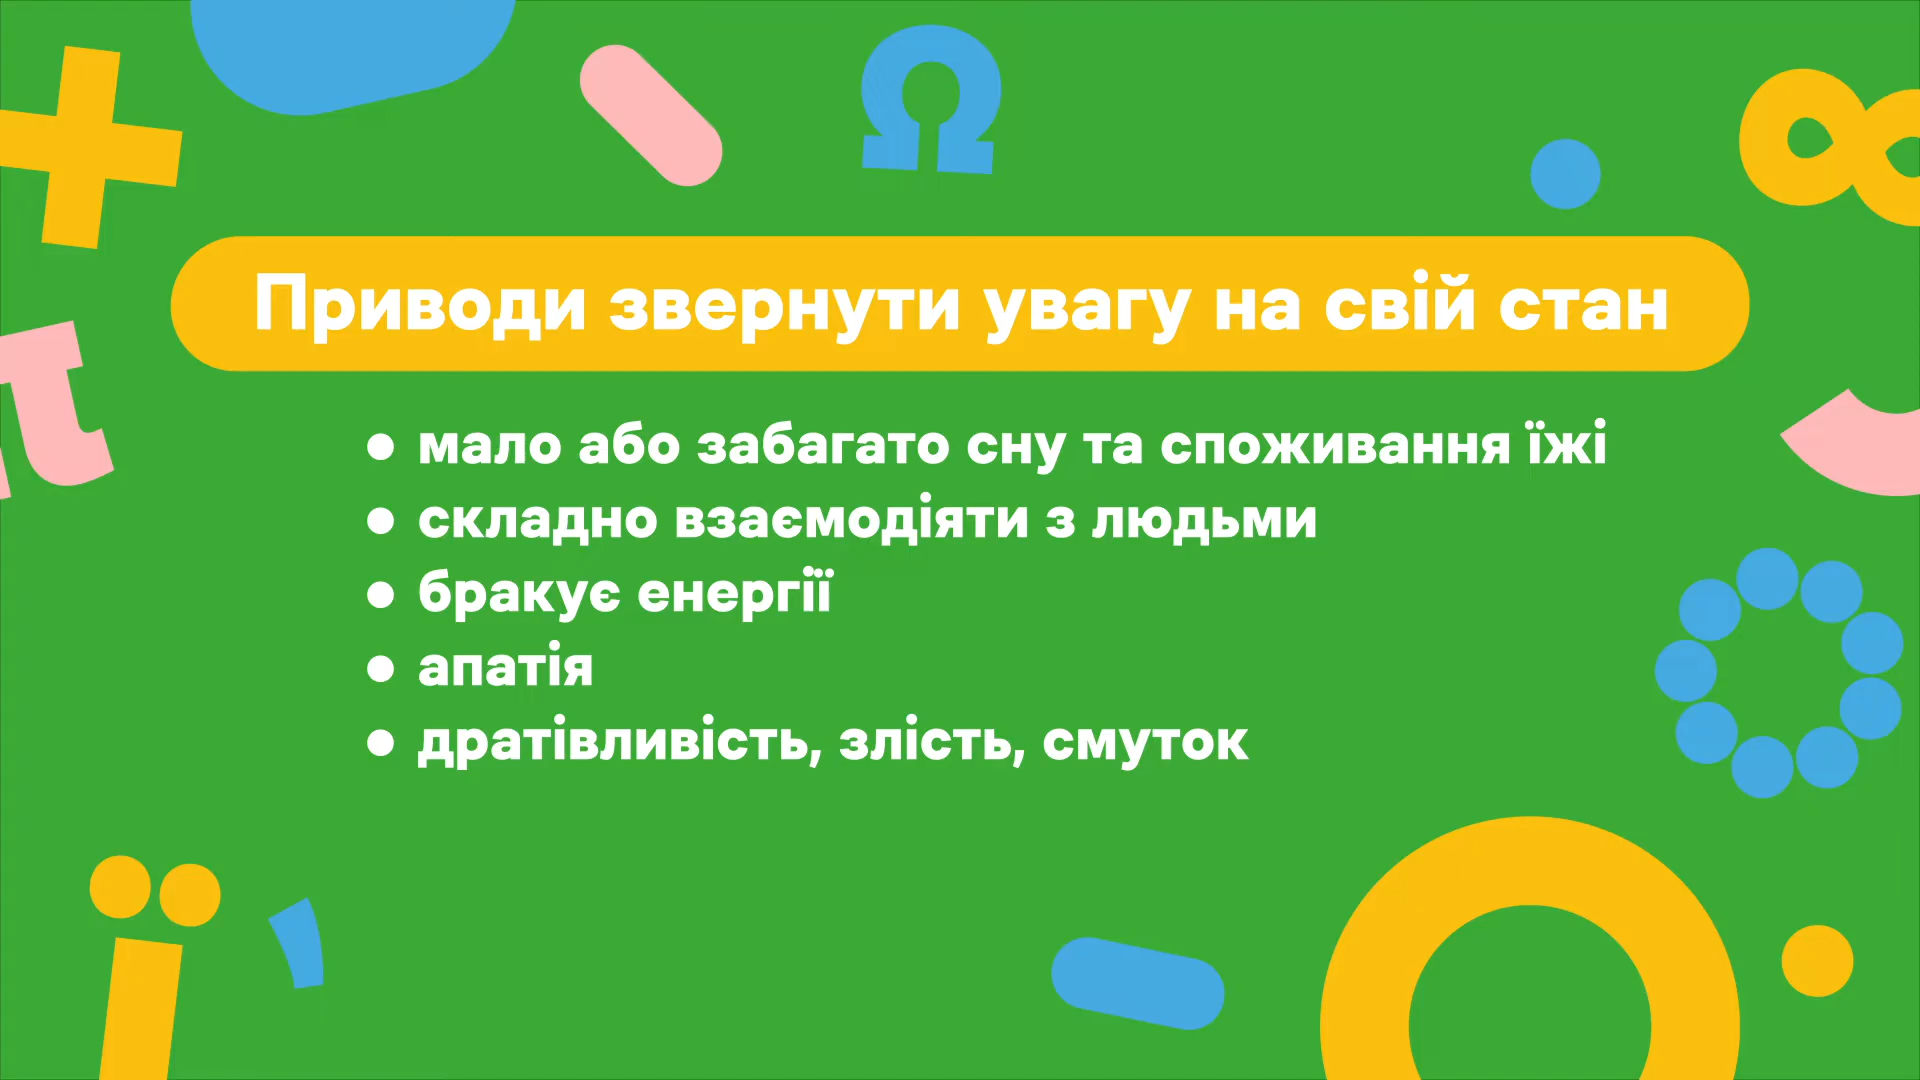 Приводи звернути увагу на свій стан
● мало або забагато сну та споживання їжі
● складно взаємодіяти з людьми
● бракує енергії
● апатія
● дратівливість, злість, смуток